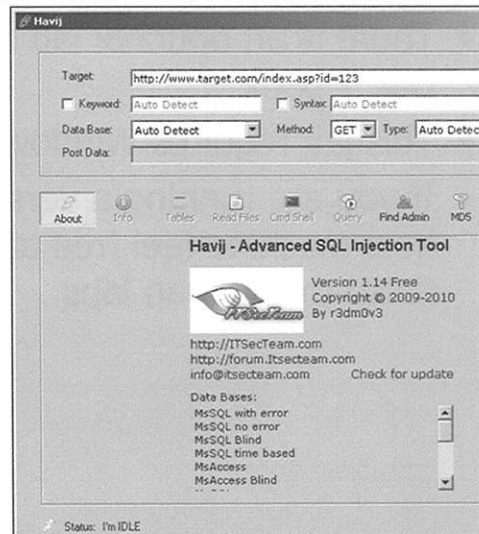 Havij
Target: http://www.target.com/index.asp?id=123
Keyword: Auto Detect Syntax: Auto Detect
Data Base: Auto Detect Method: GET Type: Auto Detec
Post Data:
About Info Tables Read Files Cmd Shell Query Find Admin MD5
Havij - Advanced SQL Injection Tool
ITSecTeam
Version 1.14 Free
Copyright © 2009-2010
By r3dm0v3
http://ITSecTeam.com
http://forum.Itsecteam.com
info@itsecteam.com Check for update
Data Bases:
MsSQL with error
MsSQL no error
MsSQL Blind
MsSQL time based
MsAccess
MsAccess Blind
Status: I'm IDLE